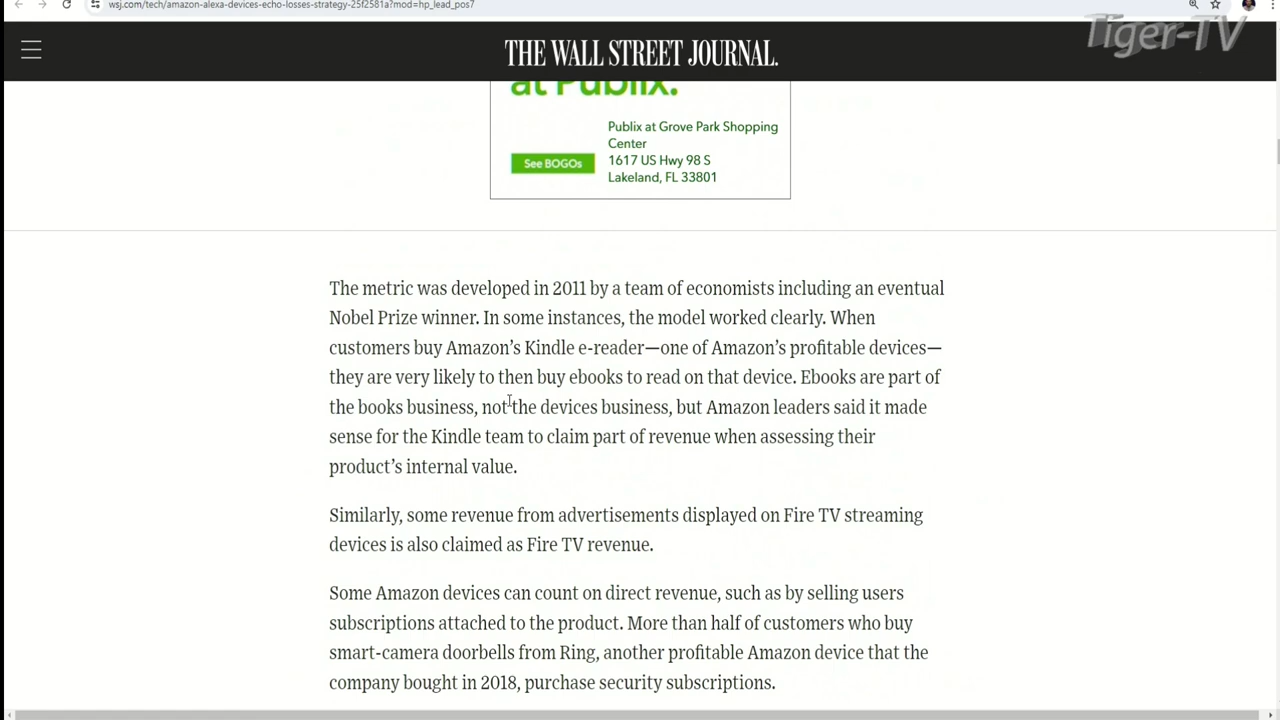 wsj.com/tech/amazon-alexa-devices-echo-losses-strategy-25f2581a?mod=hp_lead_pos7
Tiger-TV
THE WALL STREET JOURNAL.
at Publix.
Publix at Grove Park Shopping
Center
1617 US Hwy 98 S
See BOGOs
Lakeland, FL 33801
The metric was developed in 2011 by a team of economists including an eventual
Nobel Prize winner. In some instances, the model worked clearly. When
customers buy Amazon’s Kindle e-reader—one of Amazon’s profitable devices—
they are very likely to then buy ebooks to read on that device. Ebooks are part of
the books business, not the devices business, but Amazon leaders said it made
sense for the Kindle team to claim part of revenue when assessing their
product’s internal value.
Similarly, some revenue from advertisements displayed on Fire TV streaming
devices is also claimed as Fire TV revenue.
Some Amazon devices can count on direct revenue, such as by selling users
subscriptions attached to the product. More than half of customers who buy
smart-camera doorbells from Ring, another profitable Amazon device that the
company bought in 2018, purchase security subscriptions.